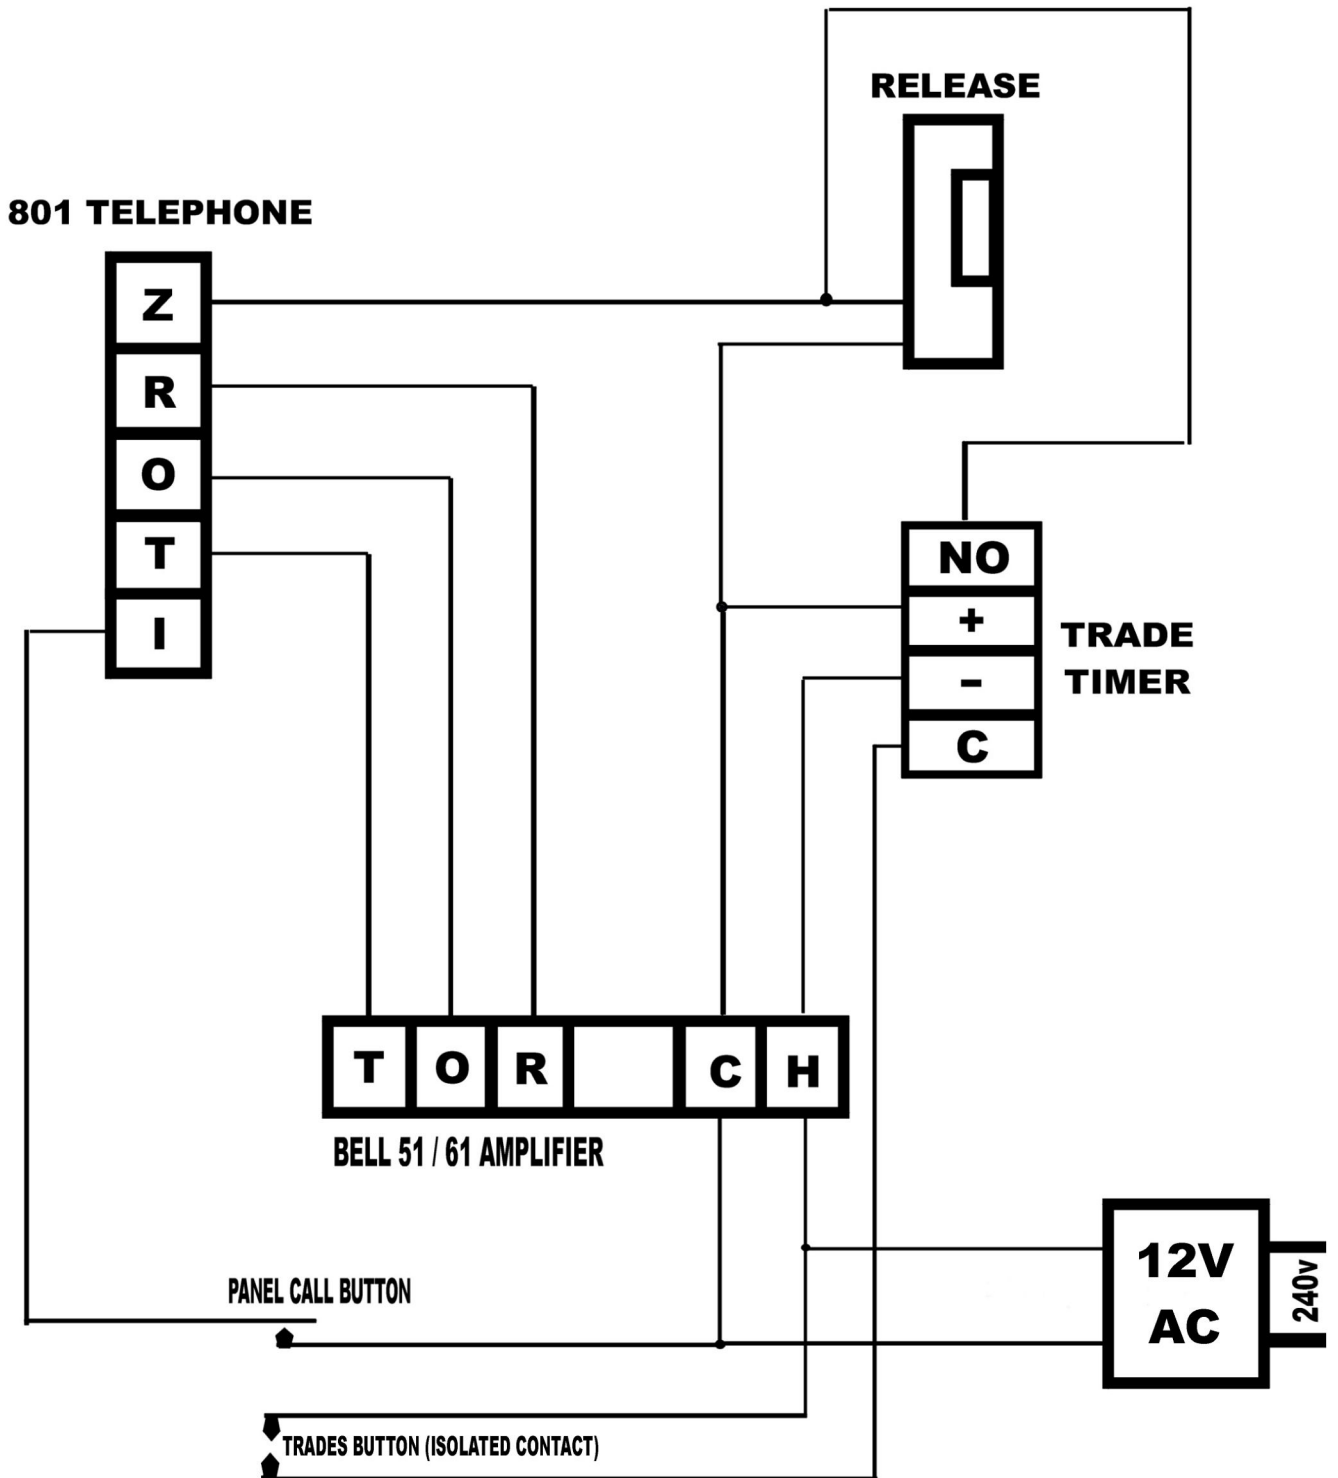 RELEASE
801 TELEPHONE
Z
R
O
T
I
NO
+
-
C
TRADE
TIMER
T O R C H
BELL 51 / 61 AMPLIFIER
12V
AC
240v
PANEL CALL BUTTON
TRADES BUTTON (ISOLATED CONTACT)